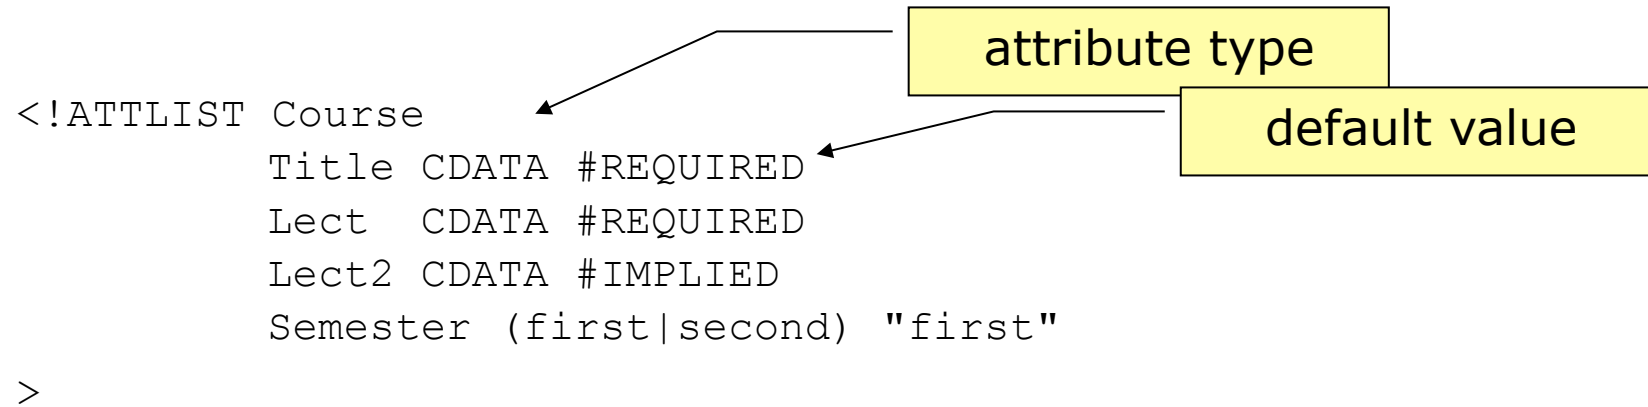 attribute type
<!ATTLIST Course
default value
Title CDATA #REQUIRED
Lect CDATA #REQUIRED
Lect2 CDATA #IMPLIED
Semester (first|second) "first"
>